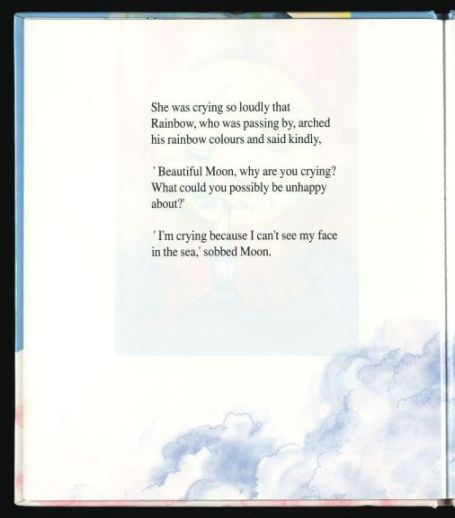 She was crying so loudly that
Rainbow, who was passing by, arched
his rainbow colours and said kindly,
'Beautiful Moon, why are you crying?
What could you possibly be unhappy
about?'
'I'm crying because I can't see my face
in the sea,' sobbed Moon.